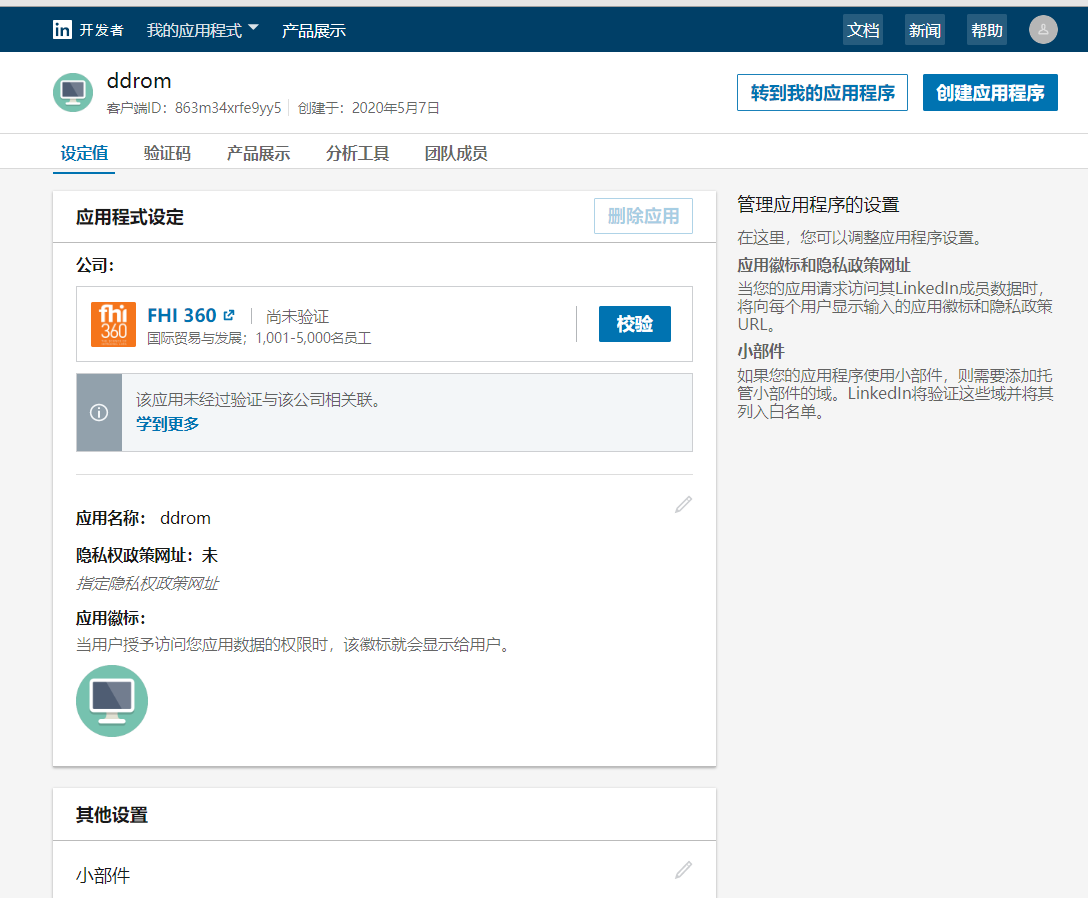 in 开发者 我的应用程式 产品展示 文档 新闻 帮助
ddrom
客户端ID：863m34xrfe9yy5 创建于：2020年5月7日
转到我的应用程序 创建应用程序
设定值 验证码 产品展示 分析工具 团队成员
应用程式设定 删除应用
公司：
fhi 360
FHI 360 尚未验证
国际贸易与发展；1,001-5,000名员工
校验
该应用未经过验证与该公司相关联。
学到更多
应用名称： ddrom
隐私权政策网址：未
指定隐私权政策网址
应用徽标：
当用户授予访问您应用数据的权限时，该徽标就会显示给用户。
其他设置
小部件
管理应用程序的设置
在这里，您可以调整应用程序设置。
应用徽标和隐私政策网址
当您的应用请求访问其LinkedIn成员数据时，
将向每个用户显示输入的应用徽标和隐私政策
URL。
小部件
如果您的应用程序使用小部件，则需要添加托
管小部件的域。LinkedIn将验证这些域并将其
列入白名单。